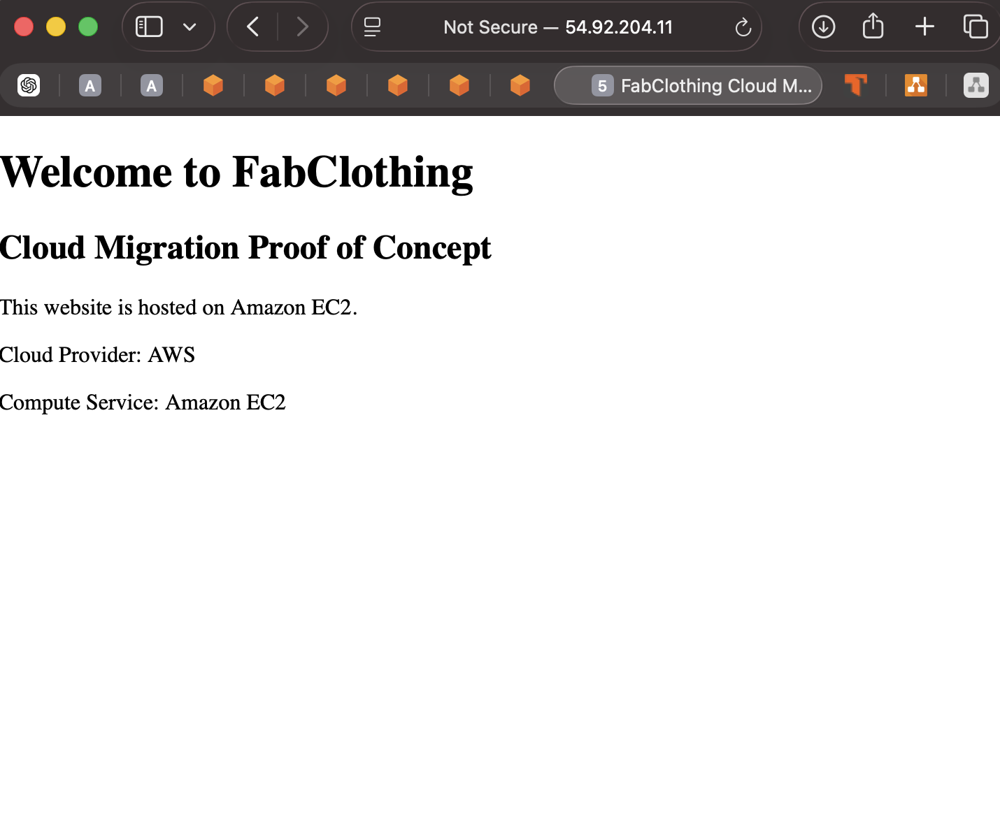 Not Secure — 54.92.204.11
A
A
5 FabClothing Cloud M...
Welcome to FabClothing
Cloud Migration Proof of Concept
This website is hosted on Amazon EC2.
Cloud Provider: AWS
Compute Service: Amazon EC2